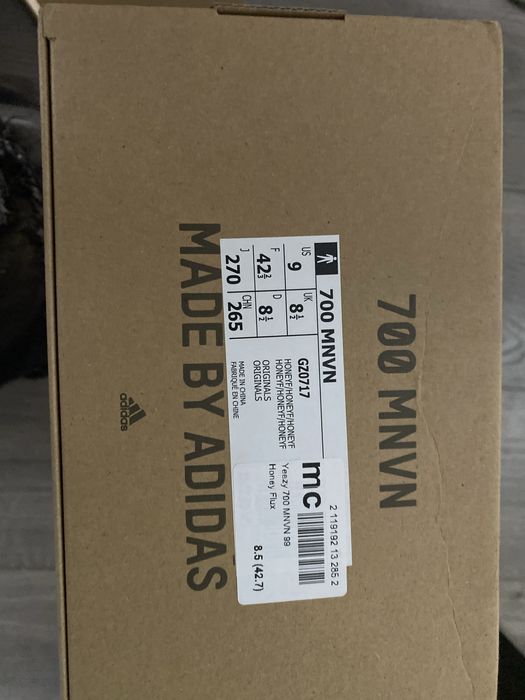 700 MNVN
MADE BY ADIDAS
adidas
700 MNVN
US UK
9 8½
F D
42⅔ 8½
J CHN
270 265
GZ0717
HONEYF/HONEYF/HONEYF
HONEYF/HONEYF/HONEYF
ORIGINALS
ORIGINALS
MADE IN CHINA
FABRIQUÉ EN CHINE
2 119192 13 285 2
mc
Yeezy 700 MNVN 99
Honey Flux
8.5 (42.7)